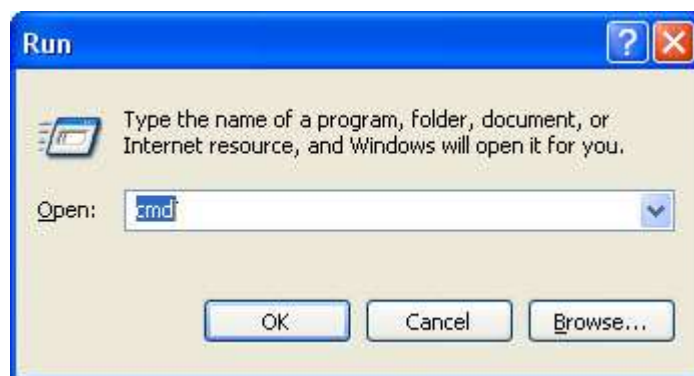 Run
Type the name of a program, folder, document, or
Internet resource, and Windows will open it for you.
Open: cmd
OK Cancel Browse...